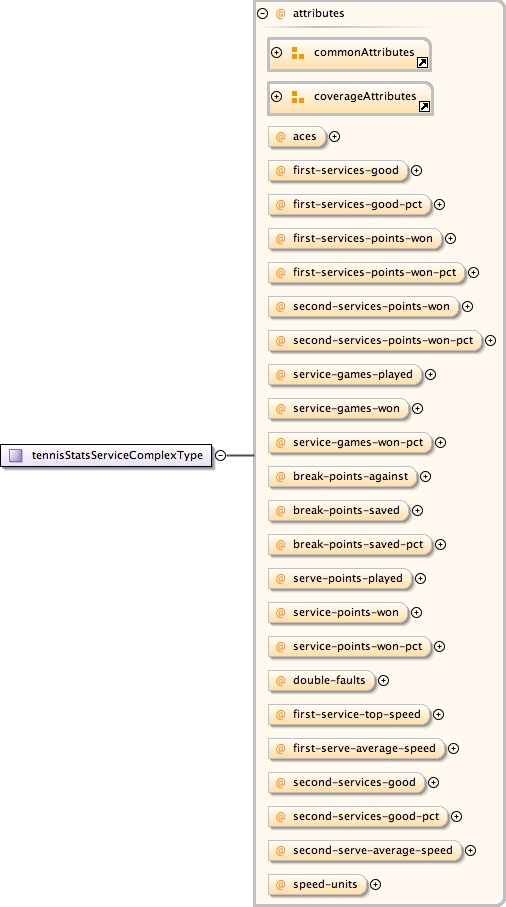 @ attributes
commonAttributes
coverageAttributes
@ aces
@ first-services-good
@ first-services-good-pct
@ first-services-points-won
@ first-services-points-won-pct
@ second-services-points-won
@ second-services-points-won-pct
@ service-games-played
@ service-games-won
@ service-games-won-pct
tennisStatsServiceComplexType
@ break-points-against
@ break-points-saved
@ break-points-saved-pct
@ serve-points-played
@ service-points-won
@ service-points-won-pct
@ double-faults
@ first-service-top-speed
@ first-serve-average-speed
@ second-services-good
@ second-services-good-pct
@ second-serve-average-speed
@ speed-units